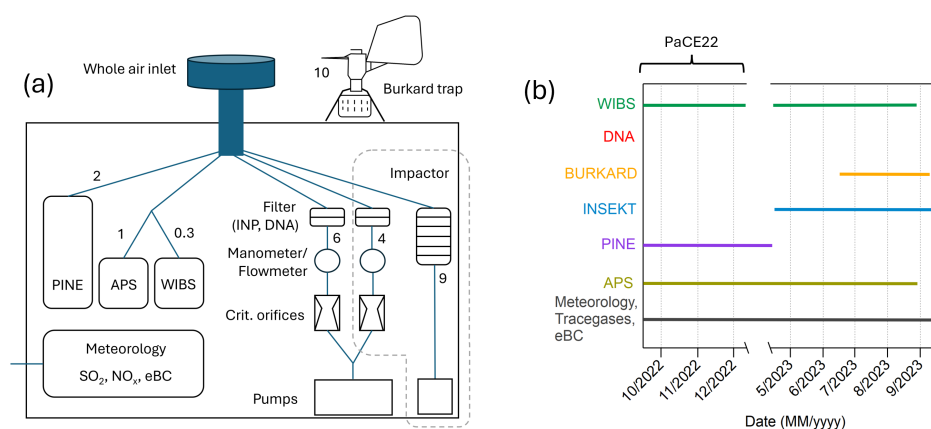 (a)
Whole air inlet
10
Burkard trap
2
1
0.3
PINE
APS
WIBS
Impactor
Filter
(INP, DNA)
6
4
9
Manometer/
Flowmeter
Crit. orifices
Pumps
Meteorology
SO₂, NOₓ, eBC
(b)
PaCE22
WIBS
DNA
BURKARD
INSEKT
PINE
APS
Meteorology,
Tracegases,
eBC
10/2022
11/2022
12/2022
5/2023
6/2023
7/2023
8/2023
9/2023
Date (MM/yyyy)